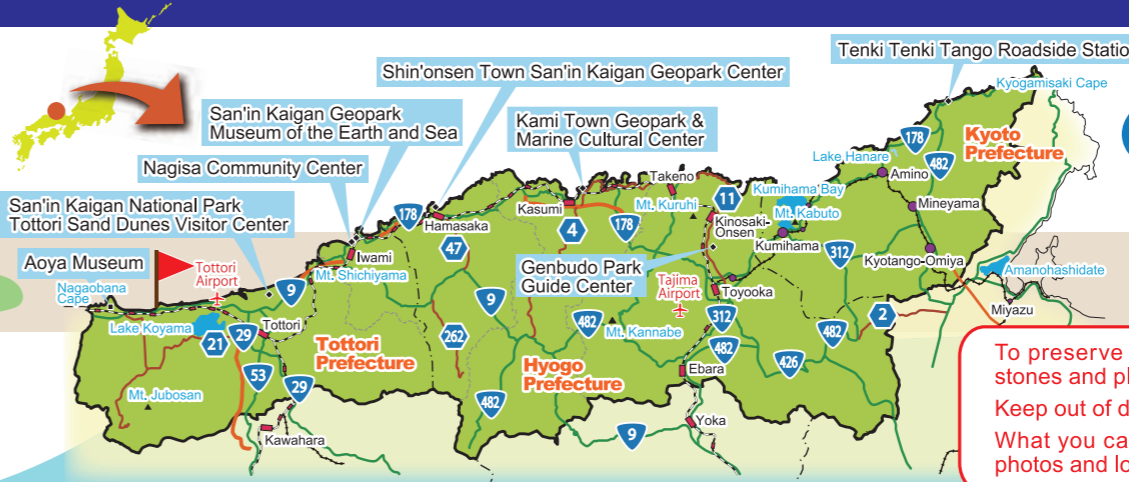 Tenki Tenki Tango Roadside Statio
Shin'onsen Town San'in Kaigan Geopark Center
Kyogamisaki Cape
San'in Kaigan Geopark
Museum of the Earth and Sea
Kami Town Geopark &
Marine Cultural Center
Nagisa Community Center
178
Kyoto
Prefecture
482
Lake Hanare
Amino
Takeno
Kumihama Bay
Mt. Kuruhi
11
Mt. Kabuto
Mineyama
San'in Kaigan National Park
Tottori Sand Dunes Visitor Center
178
Hamasaka
Kasumi
4
178
Kinosaki-
Onsen
Kumihama
47
Iwami
312
Kyotango-Omiya
Aoya Museum
Tottori
Airport
Mt. Shichiyama
Genbudo Park
Guide Center
Tajima
Airport
Toyooka
Amanohashidate
Nagaobana
Cape
9
9
Miyazu
Lake Koyama
21
29
Tottori
262
482
Mt. Kannabe
312
482
2
Tottori
Prefecture
Hyogo
Prefecture
482
426
53
29
Ebara
Mt. Jubosan
482
Kawahara
9
Yoka
To preserve
stones and pl
Keep out of d
What you ca
photos and lo